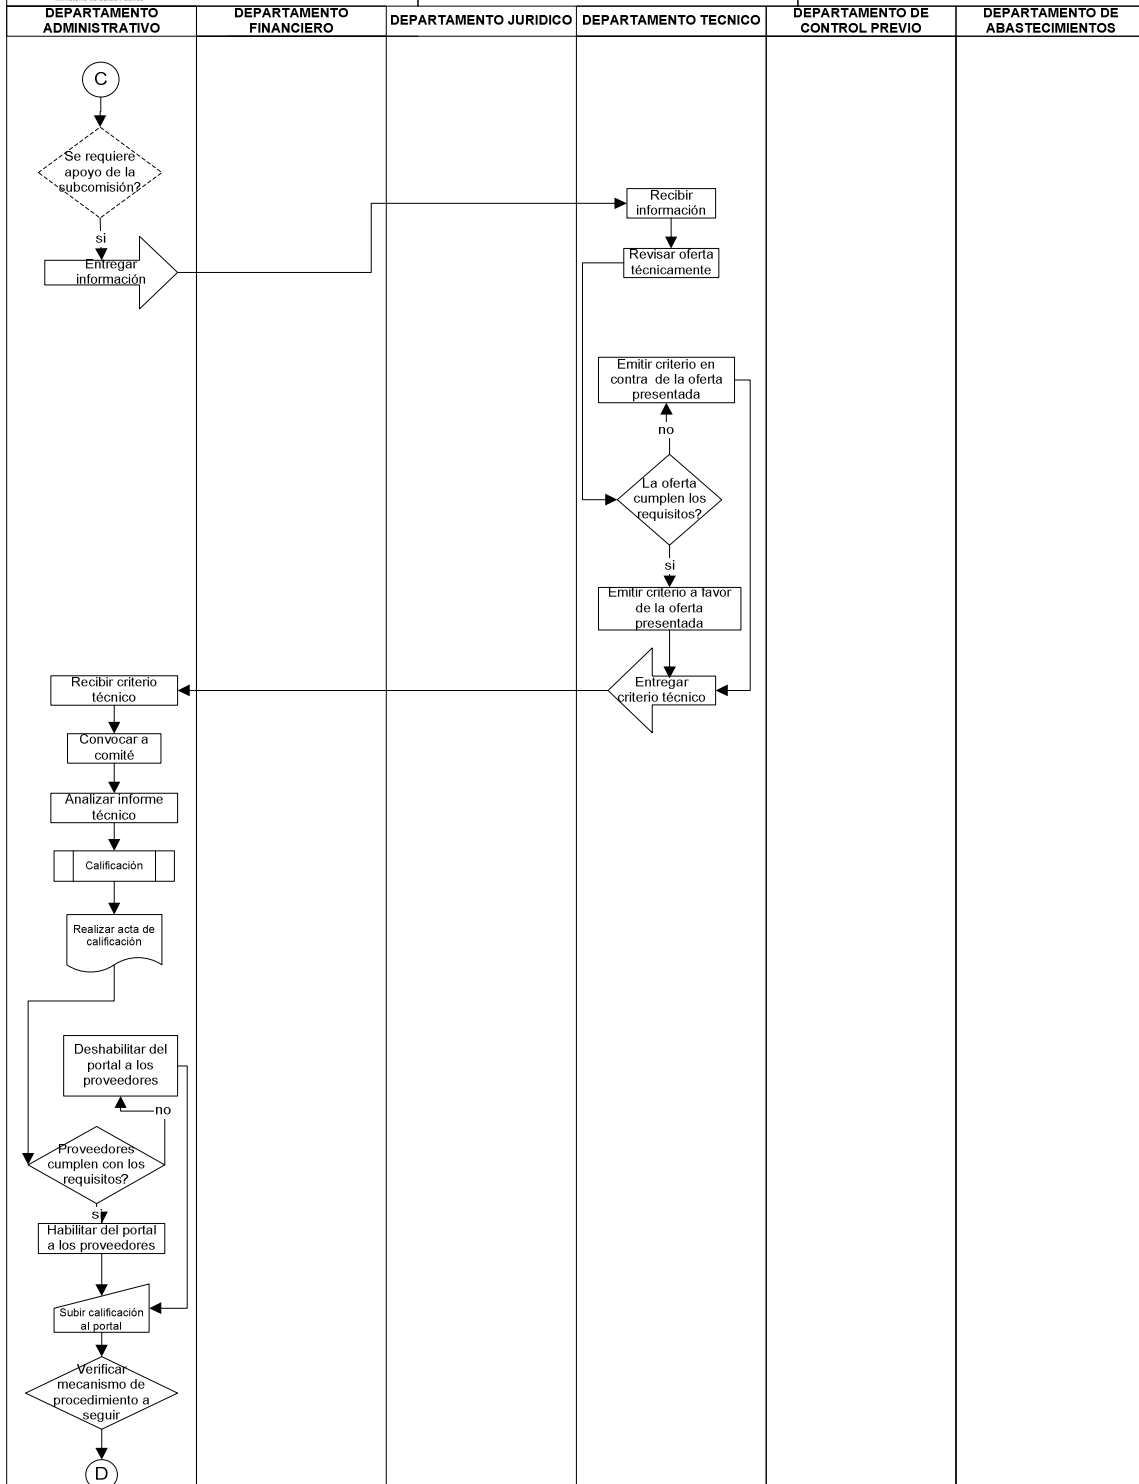 DEPARTAMENTO
ADMINISTRATIVO
DEPARTAMENTO
FINANCIERO
DEPARTAMENTO JURIDICO
DEPARTAMENTO TECNICO
DEPARTAMENTO DE
CONTROL PREVIO
DEPARTAMENTO DE
ABASTECIMIENTOS
C
Se requiere
apoyo de la
subcomisión?
si
Entregar
información
Recibir
información
Revisar oferta
técnicamente
Emitir criterio en
contra de la oferta
presentada
no
La oferta
cumplen los
requisitos?
si
Emitir criterio a favor
de la oferta
presentada
Entregar
criterio técnico
Recibir criterio
técnico
Convocar a
comité
Analizar informe
técnico
Calificación
Realizar acta de
calificación
Deshabilitar del
portal a los
proveedores
no
Proveedores
cumplen con los
requisitos?
si
Habilitar del portal
a los proveedores
Subir calificación
al portal
Verificar
mecanismo de
procedimiento a
seguir
D